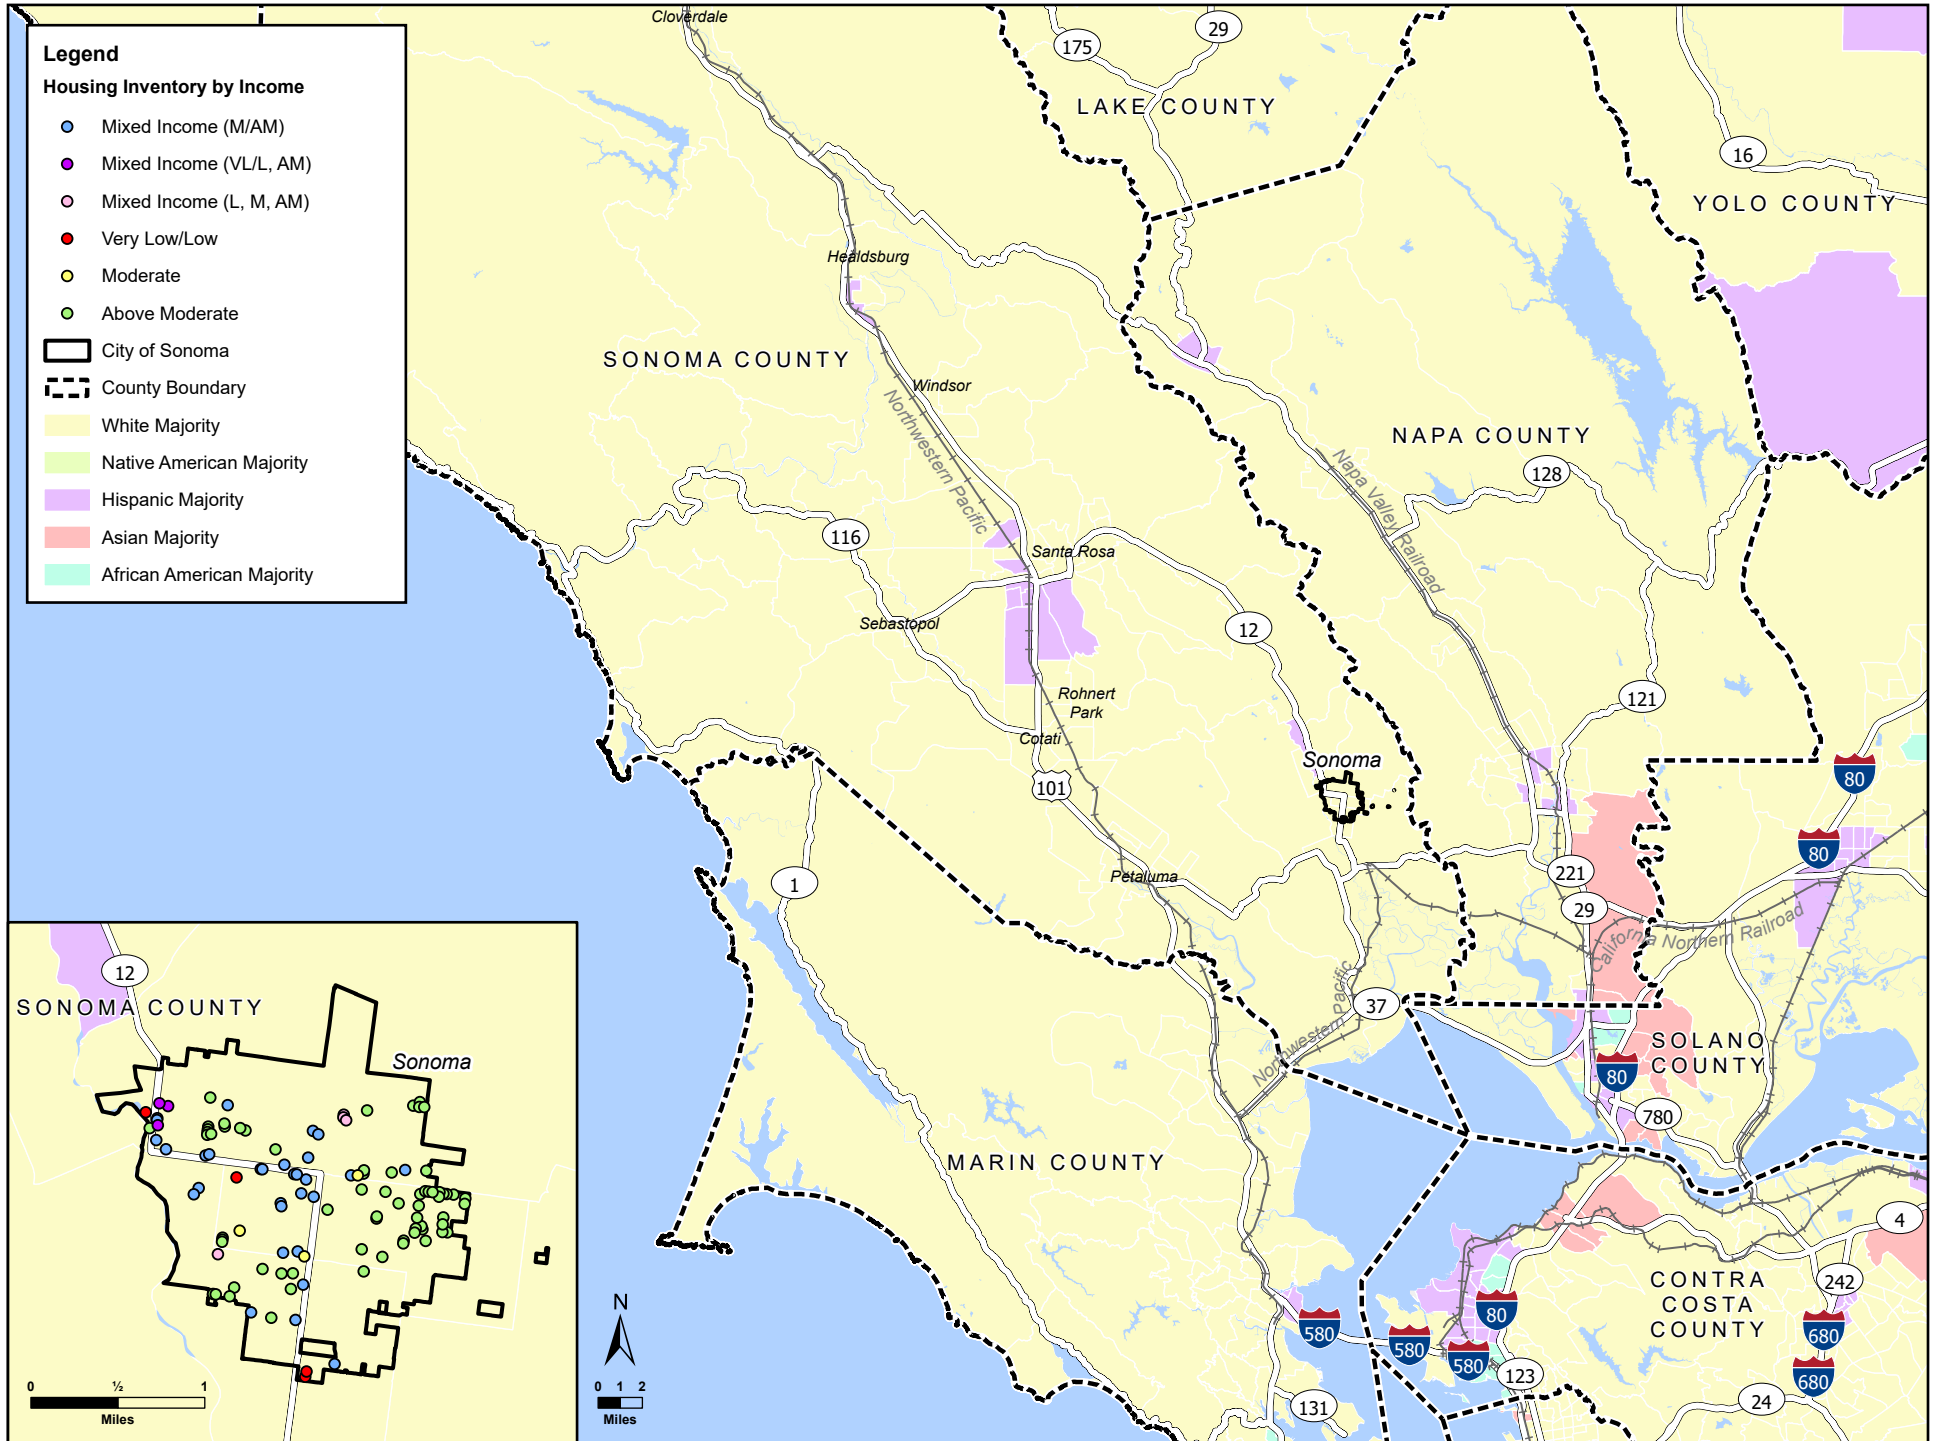 Legend
Housing Inventory by Income
Mixed Income (M/AM)
Mixed Income (VL/L, AM)
Mixed Income (L, M, AM)
Very Low/Low
Moderate
Above Moderate
City of Sonoma
County Boundary
White Majority
Native American Majority
Hispanic Majority
Asian Majority
African American Majority
Cloverdale
175
29
LAKE COUNTY
16
YOLO COUNTY
Healdsburg
SONOMA COUNTY
Windsor
Northwestern Pacific
NAPA COUNTY
128
Napa Valley Railroad
116
Santa Rosa
Sebastopol
12
121
Rohnert
Park
Cotati
Sonoma
101
80
80
1
Petaluma
221
29
California Northern Railroad
Northwestern Pacific
37
SOLANO
COUNTY
80
780
MARIN COUNTY
4
CONTRA
COSTA
COUNTY
242
80
680
580
580
580
123
680
24
131
12
SONOMA COUNTY
Sonoma
0 ½ 1
Miles
N
0 1 2
Miles